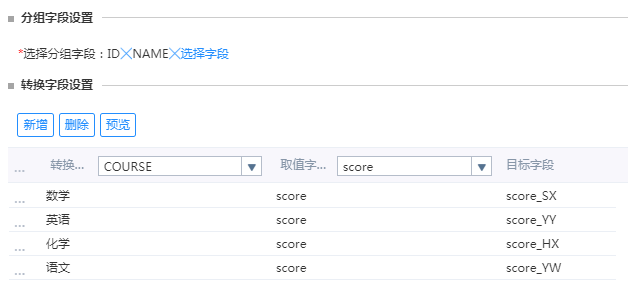 分组字段设置
*选择分组字段：ID NAME 选择字段
转换字段设置
新增 删除 预览
... 转换... COURSE 取值字... score 目标字段
... 数学 score score_SX
... 英语 score score_YY
... 化学 score score_HX
... 语文 score score_YW